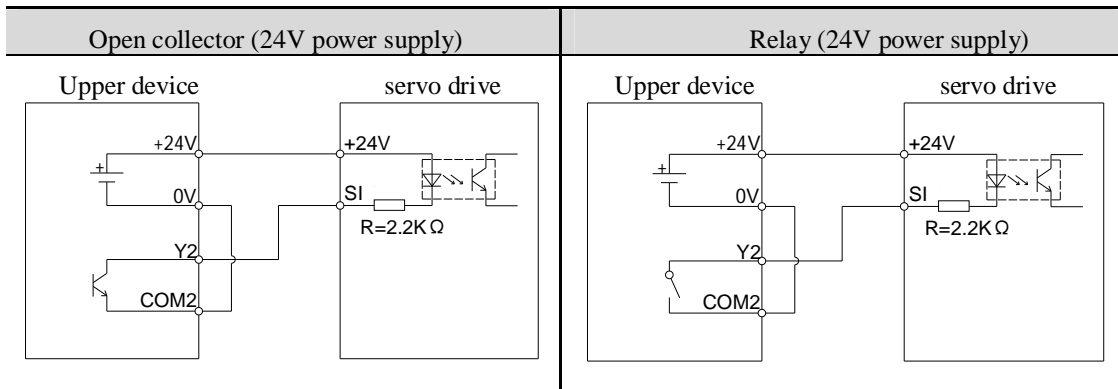 Open collector (24V power supply)
Relay (24V power supply)
Upper device
servo drive
+24V
+24V
0V
SI
R=2.2KΩ
Y2
COM2
Upper device
servo drive
+24V
+24V
0V
SI
R=2.2KΩ
Y2
COM2